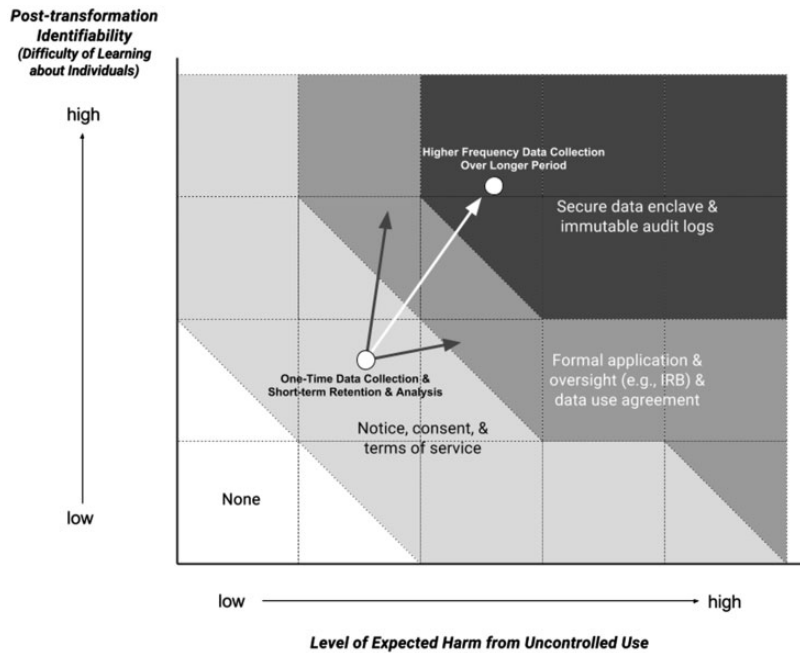 Post-transformation
Identifiability
(Difficulty of Learning
about Individuals)
high
low
Higher Frequency Data Collection
Over Longer Period
Secure data enclave &
immutable audit logs
One-Time Data Collection &
Short-term Retention & Analysis
Formal application &
oversight (e.g., IRB) &
data use agreement
Notice, consent, &
terms of service
None
low
high
Level of Expected Harm from Uncontrolled Use